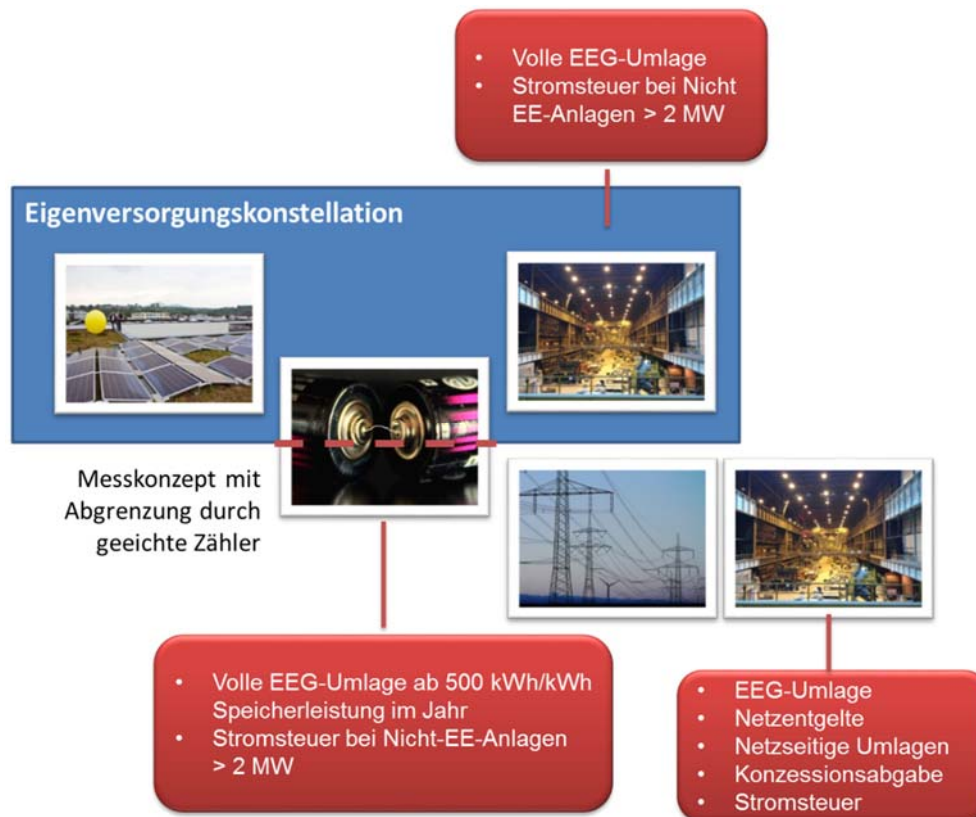 • Volle EEG-Umlage
• Stromsteuer bei Nicht
EE-Anlagen > 2 MW
Eigenversorgungskonstellation
Messkonzept mit
Abgrenzung durch
geeichte Zähler
• Volle EEG-Umlage ab 500 kWh/kWh
Speicherleistung im Jahr
• Stromsteuer bei Nicht-EE-Anlagen
> 2 MW
• EEG-Umlage
• Netzentgelte
• Netzseitige Umlagen
• Konzessionsabgabe
• Stromsteuer